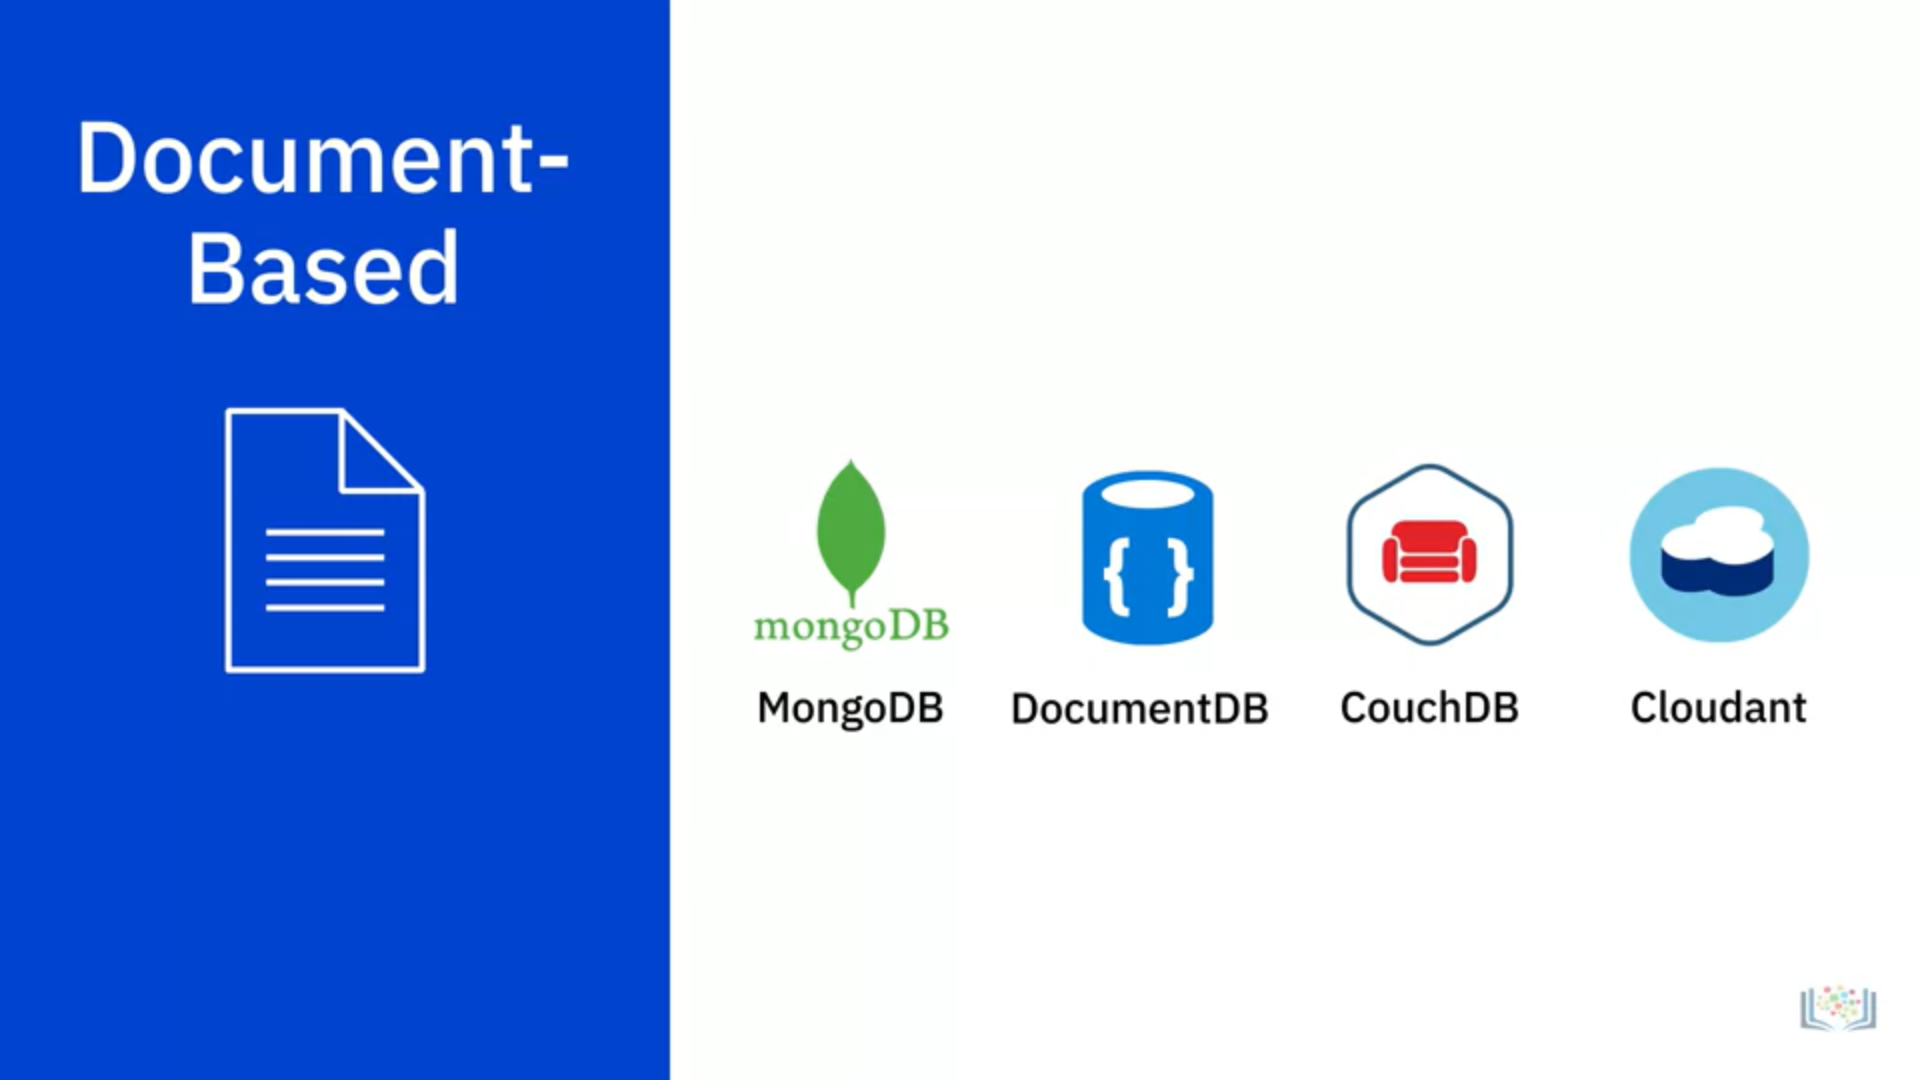 Document-
Based
mongoDB
{ }
MongoDB
DocumentDB
CouchDB
Cloudant